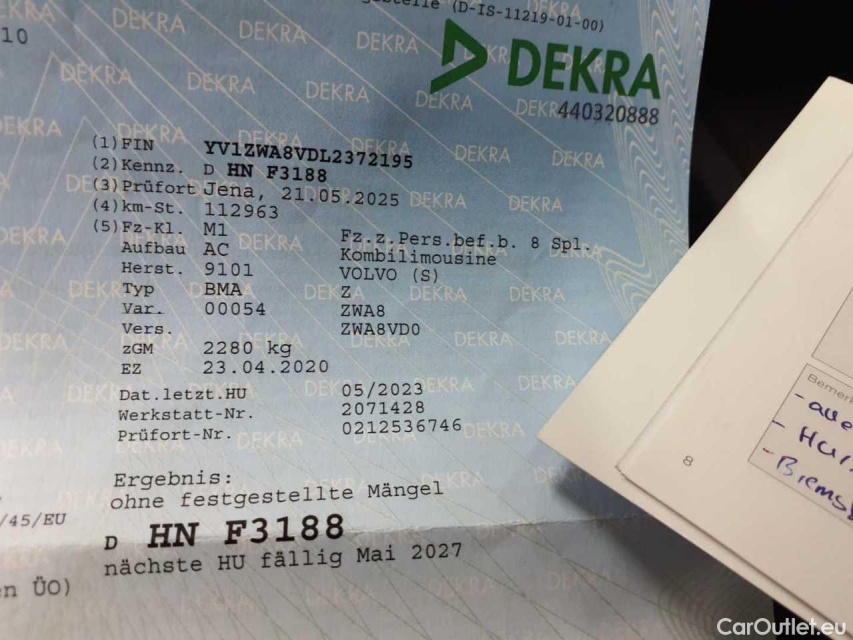 (D-IS-11219-01-00)
10
DEKRA
440320888
(1) FIN YV1ZWA8VDL2372195
(2) Kennz. D HN F3188
(3) Prüfort Jena, 21.05.2025
(4) km-St. 112963
(5) Fz-Kl. M1 Fz.z.Pers.bef.b. 8 Spl.
Aufbau AC Kombilimousine
Herst. 9101 VOLVO (S)
Typ BMA Z
Var. 00054 ZWA8
Vers. ZWA8VD0
zGM 2280 kg
EZ 23.04.2020
Dat.letzt.HU 05/2023
Werkstatt-Nr. 2071428
Prüfort-Nr. 0212536746
Ergebnis:
ohne festgestellte Mängel
/45/EU
D HN F3188
nächste HU fällig Mai 2027
n ÜO)
8
CarOutlet.eu